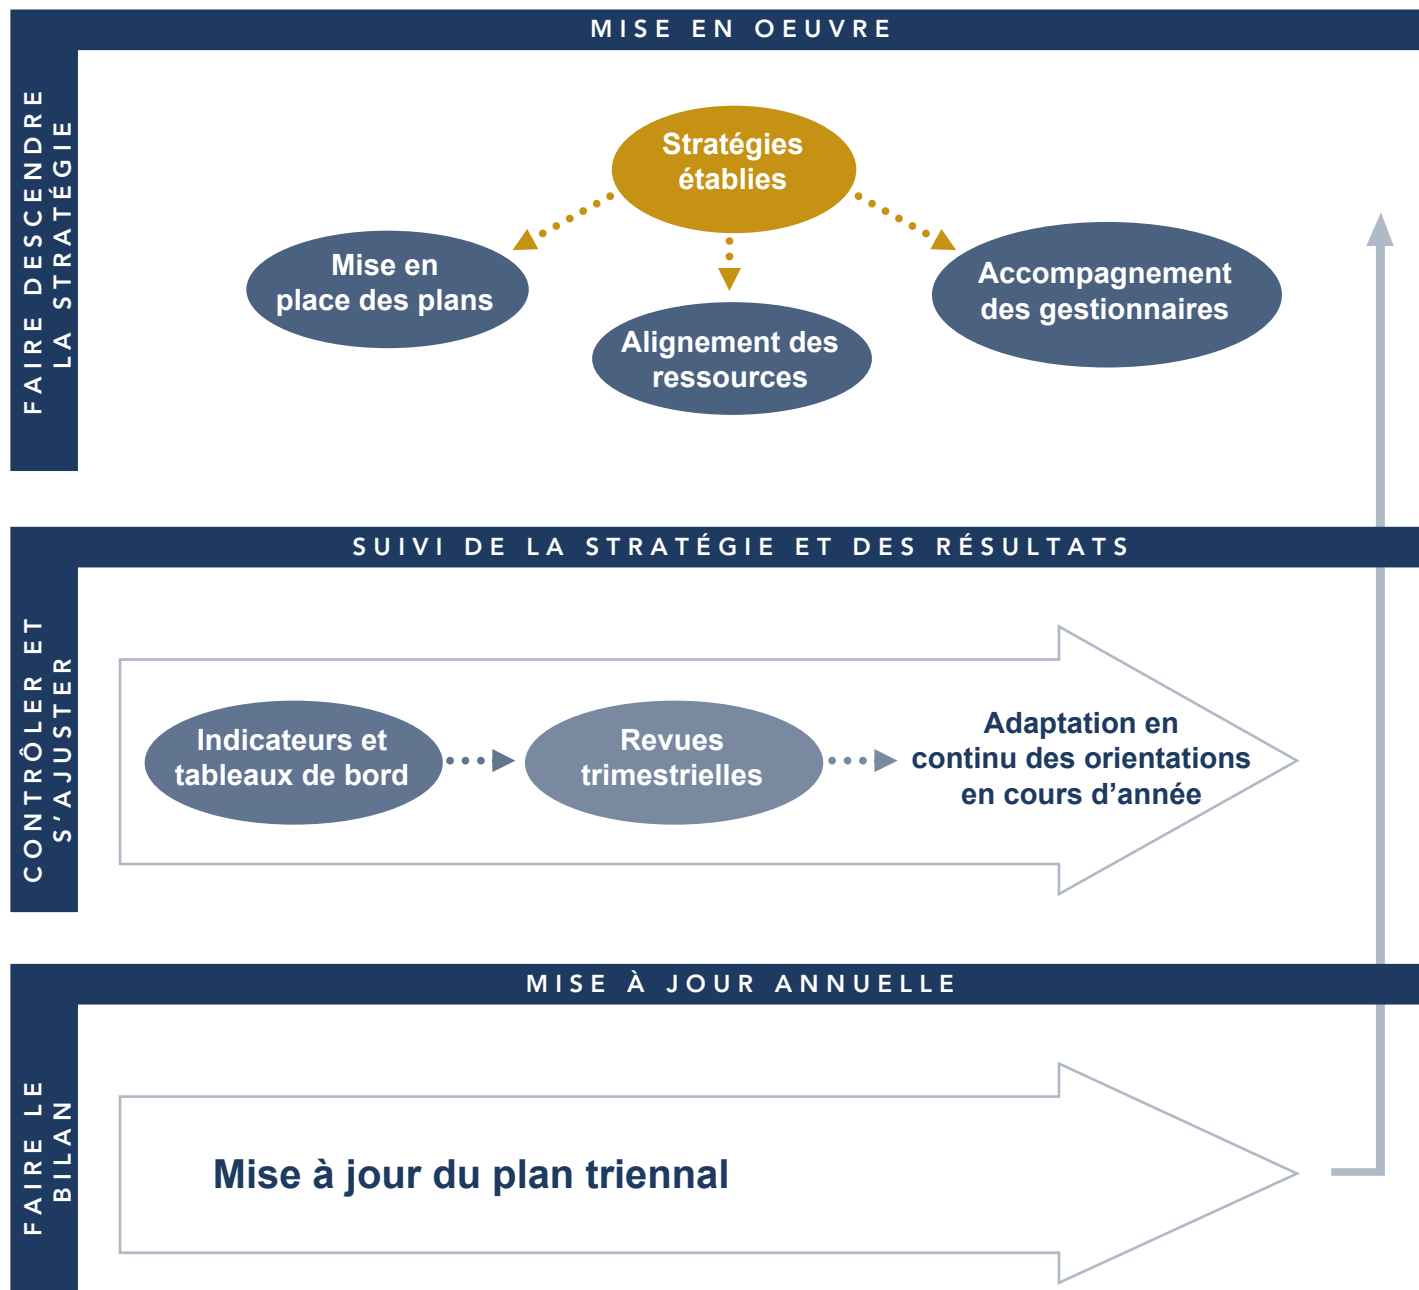 MISE EN OEUVRE
FAIRE DESCENDRE
LA STRATÉGIE
Stratégies
établies
Mise en
place des plans
Alignement des
ressources
Accompagnement
des gestionnaires
SUIVI DE LA STRATÉGIE ET DES RÉSULTATS
CONTRÔLER ET
S’AJUSTER
Indicateurs et
tableaux de bord
Revues
trimestrielles
Adaptation en
continu des orientations
en cours d’année
MISE À JOUR ANNUELLE
FAIRE LE
BILAN
Mise à jour du plan triennal